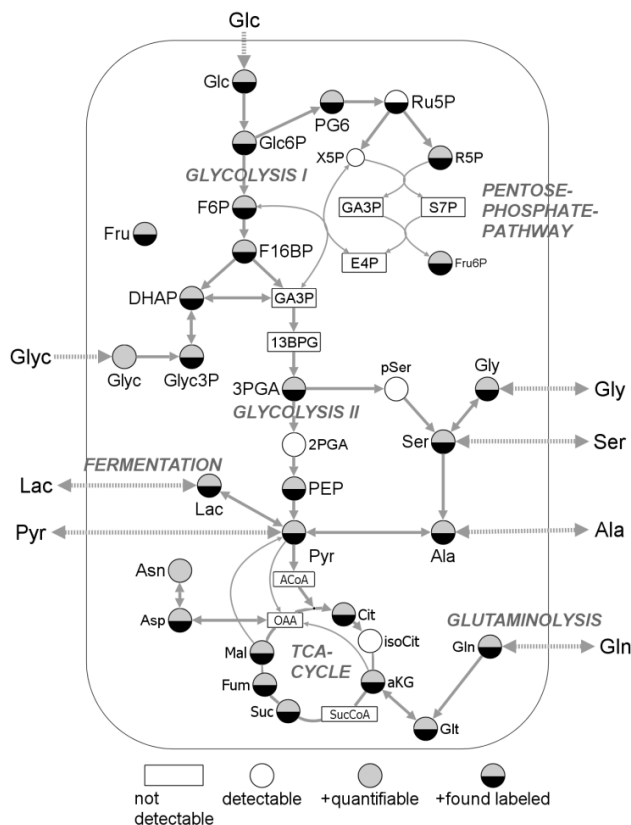 Glc
Glc
PG6
Ru5P
Glc6P
X5P
R5P
GLYCOLYSIS I
PENTOSE-
PHOSPHATE-
PATHWAY
F6P
GA3P
S7P
Fru
F16BP
E4P
Fru6P
DHAP
GA3P
13BPG
Glyc
Glyc
Glyc3P
pSer
Gly
Gly
3PGA
GLYCOLYSIS II
Ser
Ser
2PGA
FERMENTATION
Lac
Lac
PEP
Pyr
Pyr
Ala
Ala
Asn
ACoA
Asp
OAA
Cit
GLUTAMINOLYSIS
isoCit
Gln
Gln
Mal
TCA-
CYCLE
Fum
aKG
Suc
SucCoA
Glt
not
detectable
detectable
+quantifiable
+found labeled